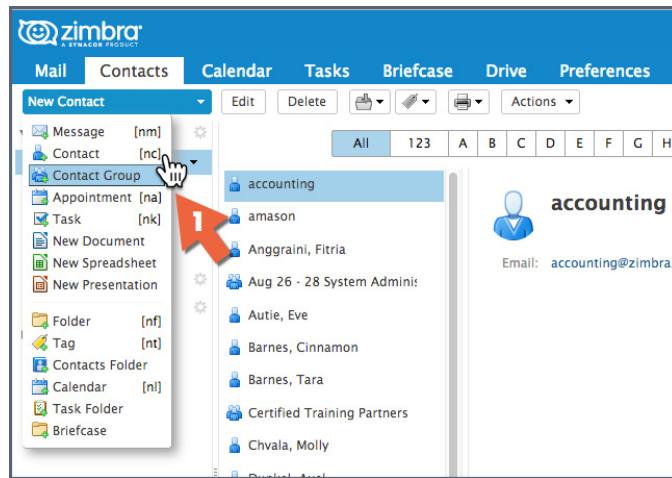 zimbra
A SYNACOR PRODUCT
Mail Contacts Calendar Tasks Briefcase Drive Preferences
New Contact Edit Delete Actions
Message [nm]
Contact [nc]
Contact Group
Appointment [na]
Task [nk]
New Document
New Spreadsheet
New Presentation
Folder [nf]
Tag [nt]
Contacts Folder
Calendar [nl]
Task Folder
Briefcase
1
All 123 A B C D E F G H
accounting
amason
Anggraini, Fitria
Aug 26 - 28 System Adminis
Autie, Eve
Barnes, Cinnamon
Barnes, Tara
Certified Training Partners
Chvala, Molly
accounting
Email: accounting@zimbra